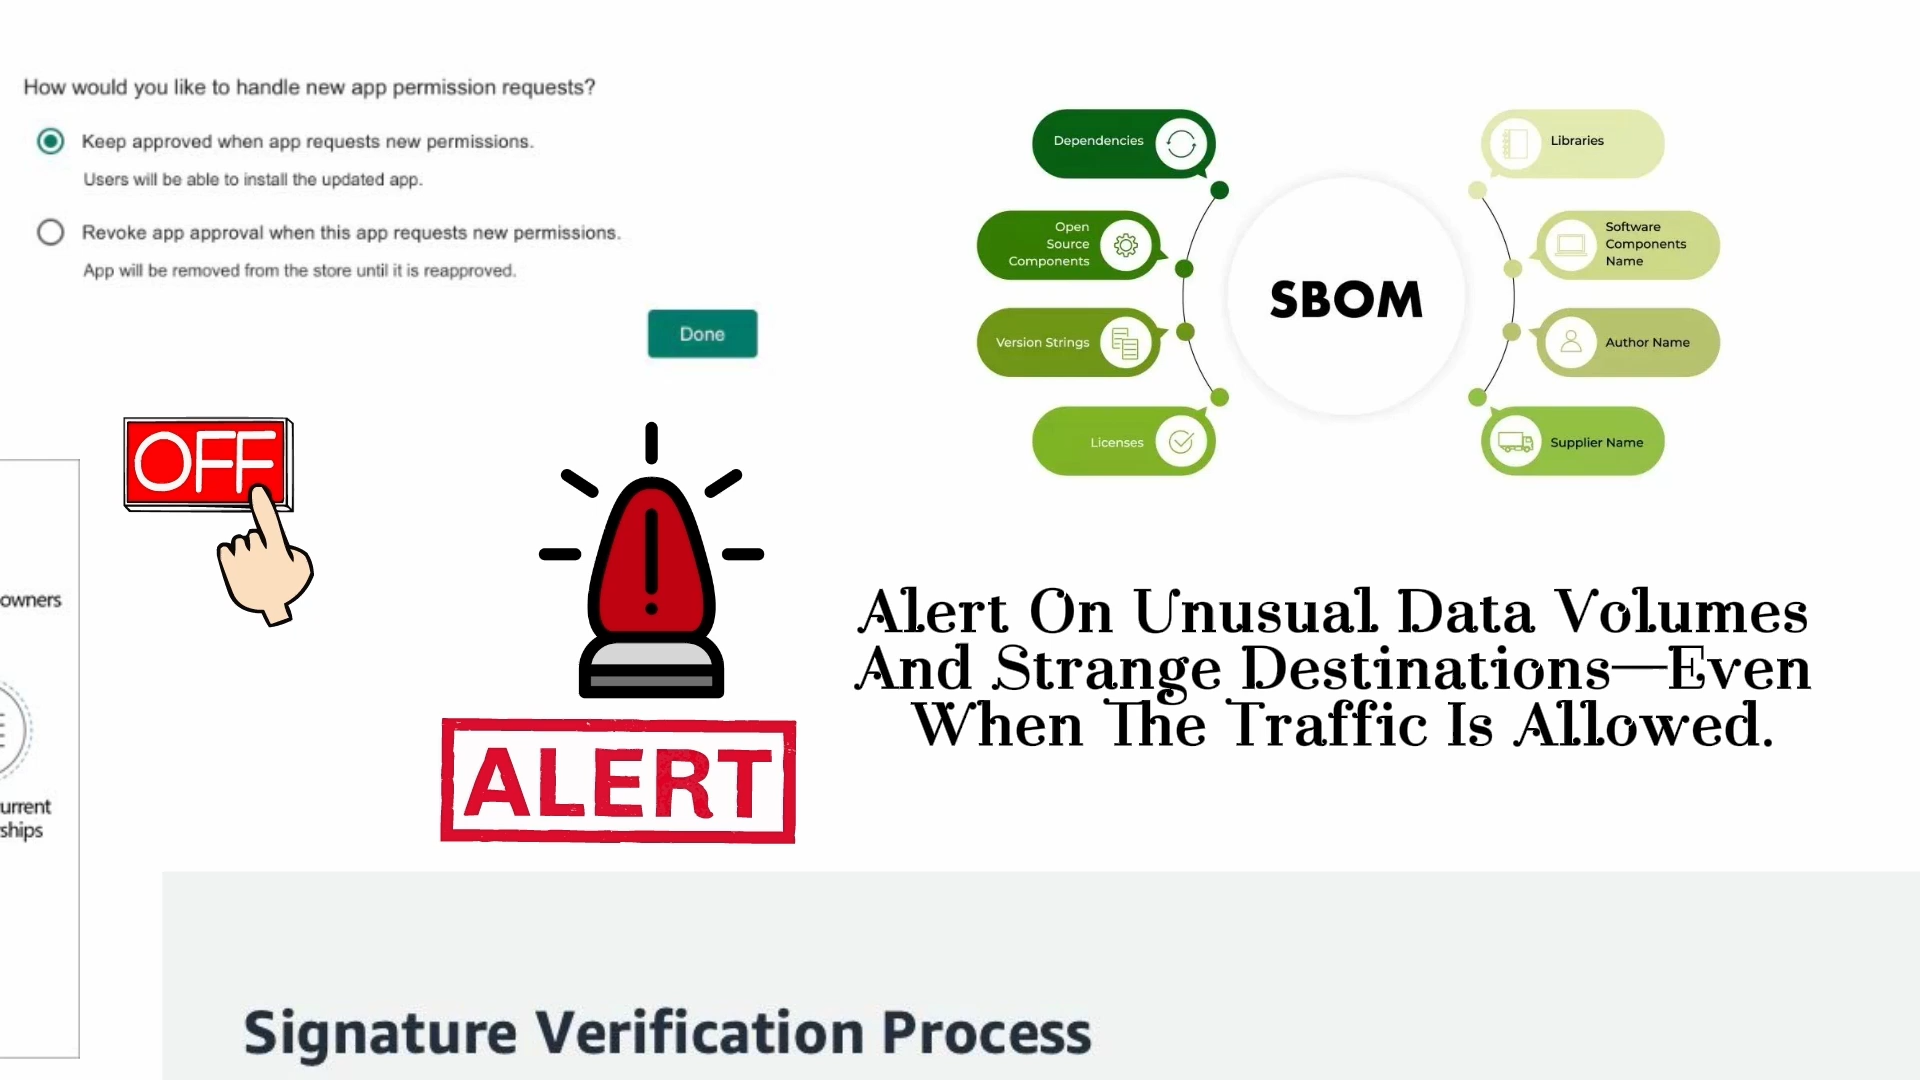 How would you like to handle new app permission requests?
Keep approved when app requests new permissions.
Users will be able to install the updated app.
Revoke app approval when this app requests new permissions.
App will be removed from the store until it is reapproved.
Done
OFF
owners
urrent
ships
ALERT
Dependencies
Open
Source
Components
Version Strings
Licenses
SBOM
Libraries
Software
Components
Name
Author Name
Supplier Name
Alert On Unusual Data Volumes
And Strange Destinations—Even
When The Traffic Is Allowed.
Signature Verification Process